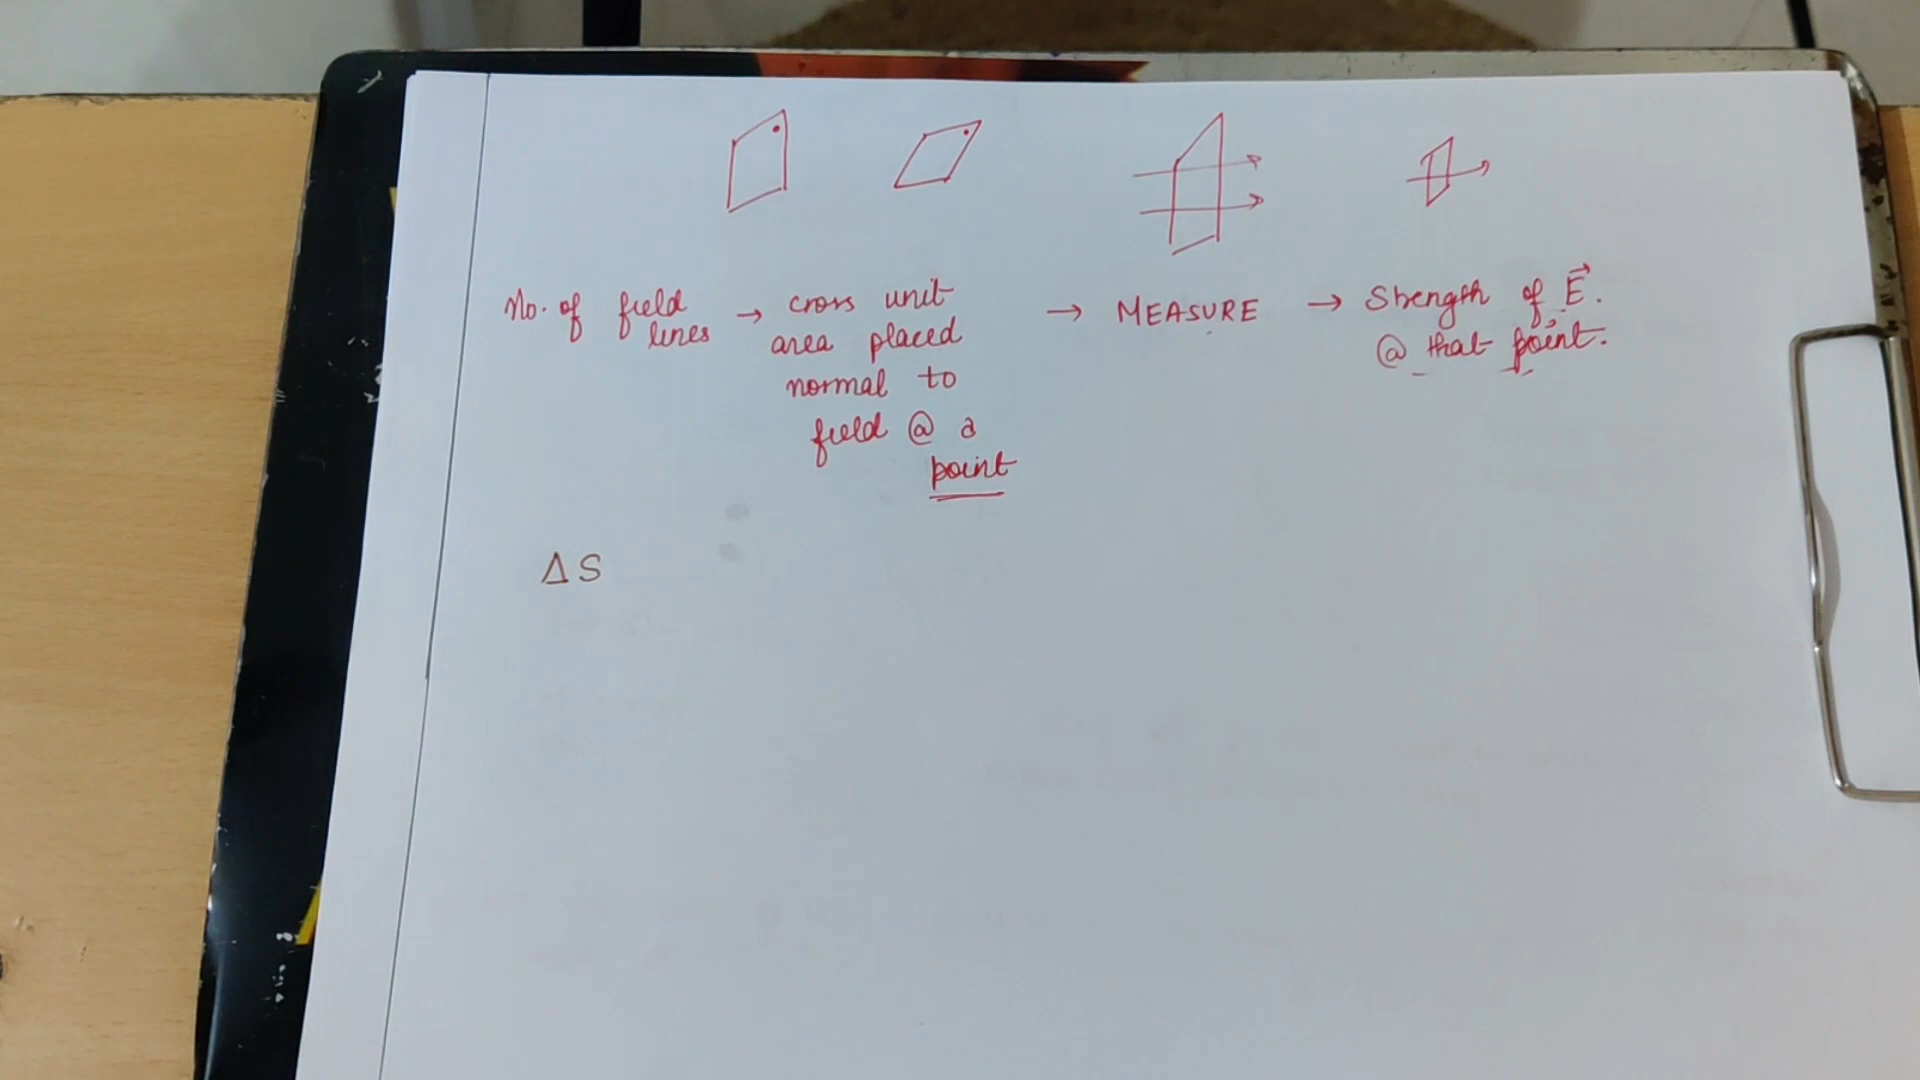 No. of field lines → cross unit area placed normal to field @ a point → MEASURE → Strength of E⃗. @ that point.
ΔS